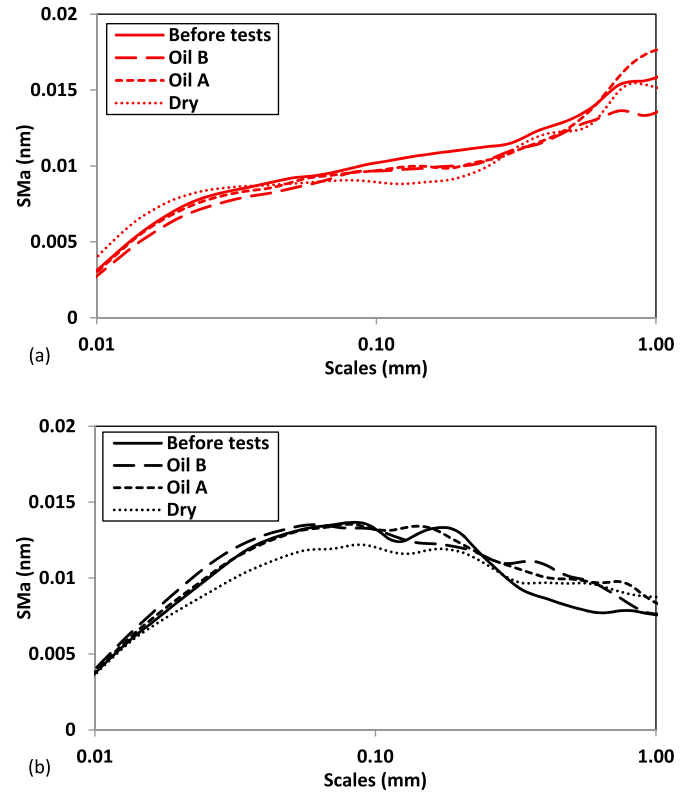 (a)
0.02
0.015
0.01
0.005
0
SMa (nm)
Before tests
Oil B
Oil A
Dry
0.01
0.10
1.00
Scales (mm)
(b)
0.02
0.015
0.01
0.005
0
SMa (nm)
Before tests
Oil B
Oil A
Dry
0.01
0.10
1.00
Scales (mm)